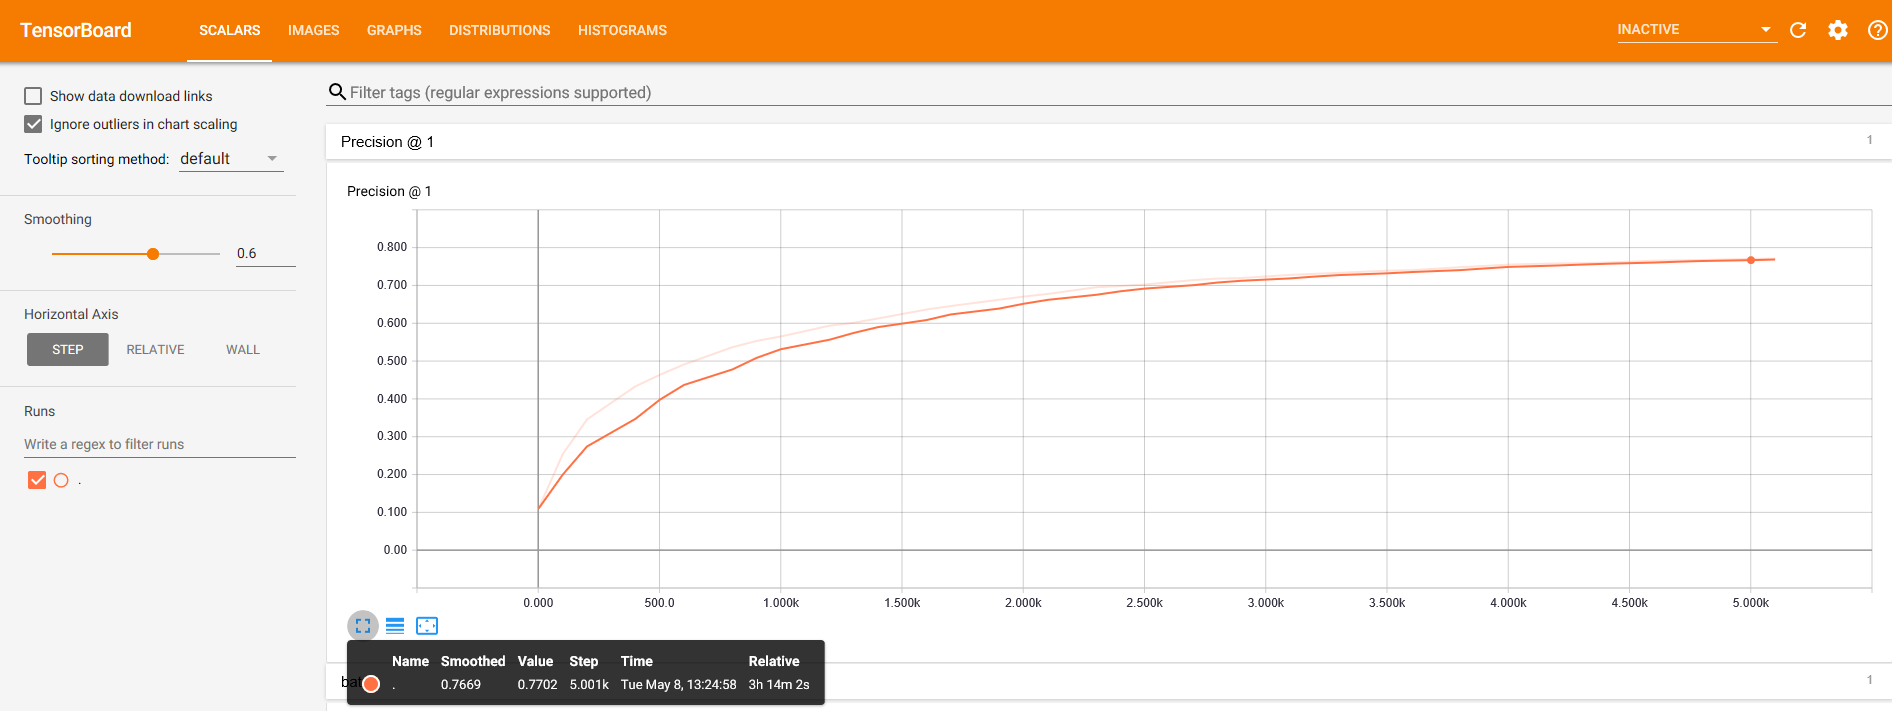 TensorBoard SCALARS IMAGES GRAPHS DISTRIBUTIONS HISTOGRAMS INACTIVE
Show data download links
Ignore outliers in chart scaling
Tooltip sorting method: default
Smoothing
0.6
Horizontal Axis
STEP RELATIVE WALL
Runs
Write a regex to filter runs
.
Filter tags (regular expressions supported)
Precision @ 1 1
Precision @ 1
0.800
0.700
0.600
0.500
0.400
0.300
0.200
0.100
0.00
0.000 500.0 1.000k 1.500k 2.000k 2.500k 3.000k 3.500k 4.000k 4.500k 5.000k
Name Smoothed Value Step Time Relative
. 0.7669 0.7702 5.001k Tue May 8, 13:24:58 3h 14m 2s
1